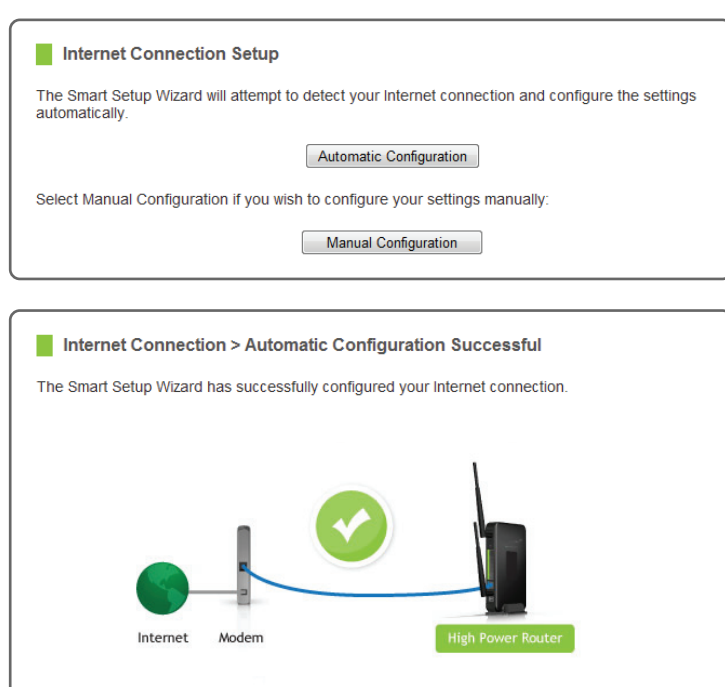 Internet Connection Setup
The Smart Setup Wizard will attempt to detect your Internet connection and configure the settings
automatically.
Automatic Configuration
Select Manual Configuration if you wish to configure your settings manually:
Manual Configuration
Internet Connection > Automatic Configuration Successful
The Smart Setup Wizard has successfully configured your Internet connection.
Internet
Modem
High Power Router